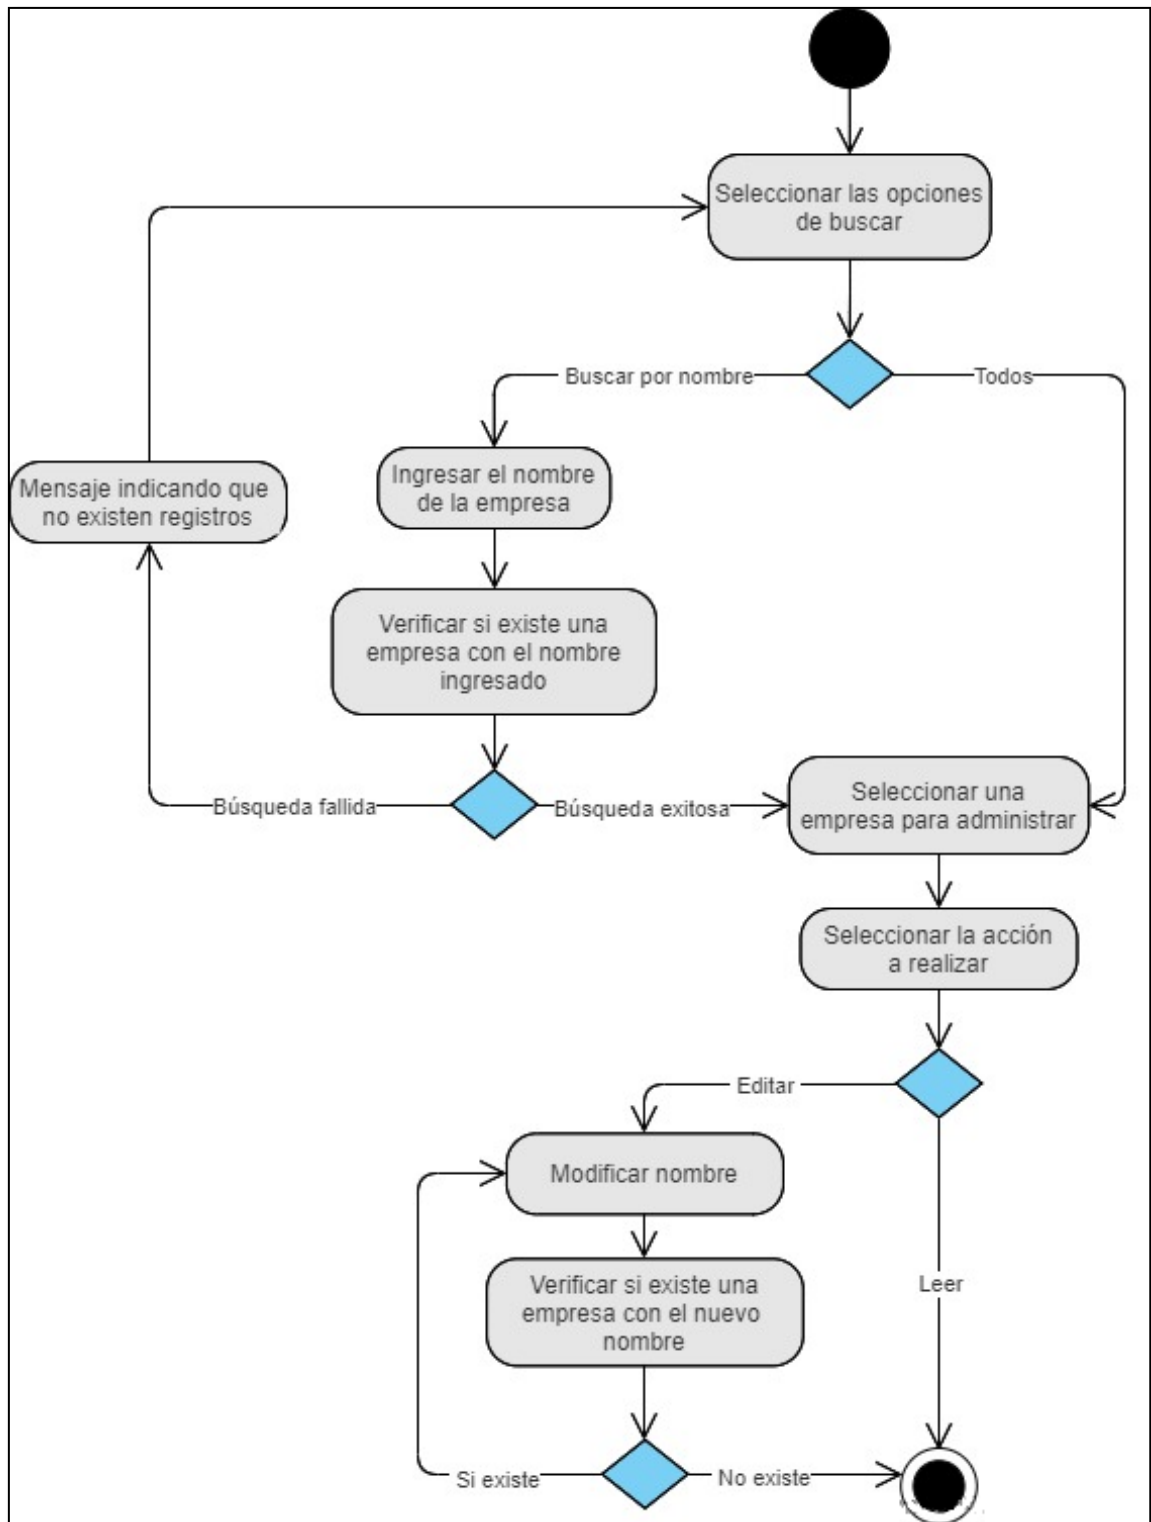 Seleccionar las opciones
de buscar
Buscar por nombre
Todos
Ingresar el nombre
de la empresa
Mensaje indicando que
no existen registros
Verificar si existe una
empresa con el nombre
ingresado
Búsqueda fallida
Búsqueda exitosa
Seleccionar una
empresa para administrar
Seleccionar la acción
a realizar
Editar
Modificar nombre
Verificar si existe una
empresa con el nuevo
nombre
Leer
Si existe
No existe